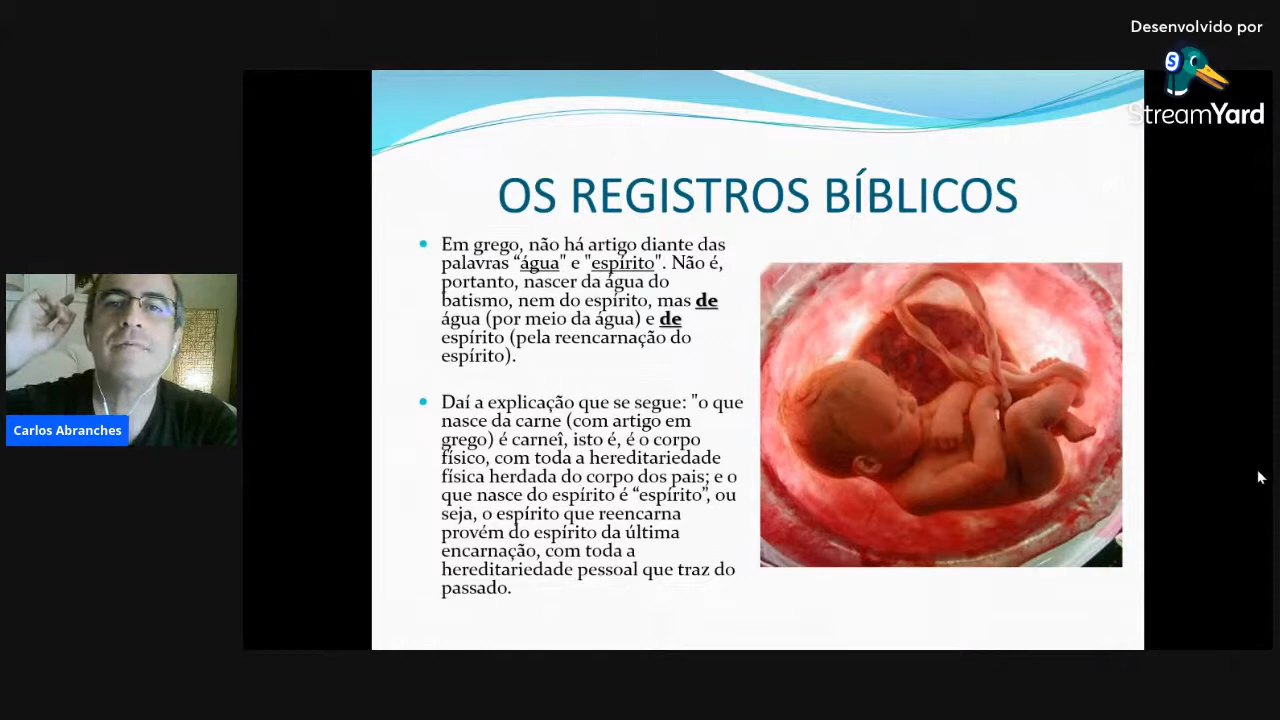 Desenvolvido por
StreamYard
OS REGISTROS BÍBLICOS
Em grego, não há artigo diante das
palavras “água" e "espírito". Não é,
portanto, nascer da água do
batismo, nem do espírito, mas de
água (por meio da água) e de
espírito (pela reencarnação do
espírito).
Daí a explicação que se segue: "o que
nasce da carne (com artigo em
grego) é carneî, isto é, é o corpo
físico, com toda a hereditariedade
física herdada do corpo dos pais; e o
que nasce do espírito é “espírito”, ou
seja, o espírito que reencarna
provém do espírito da última
encarnação, com toda a
hereditariedade pessoal que traz do
passado.
Carlos Abranches